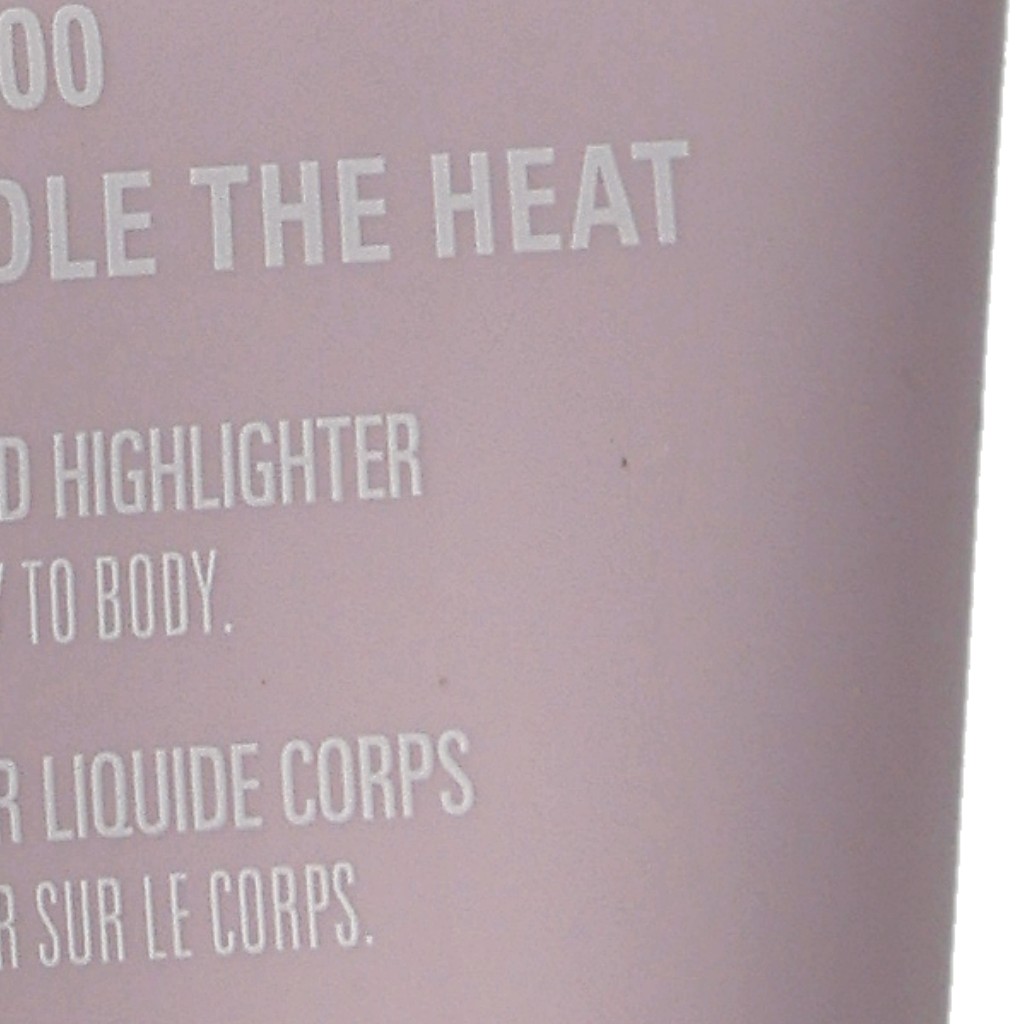 00
DLE THE HEAT
D HIGHLIGHTER
Y TO BODY.
R LIQUIDE CORPS
R SUR LE CORPS.